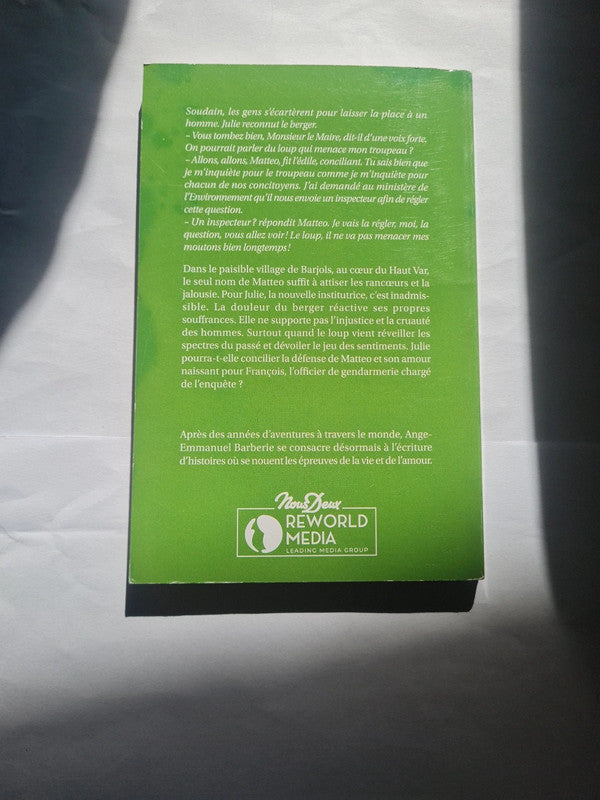 Soudain, les gens s'écartèrent pour laisser la place à un
homme. Julie reconnut le berger.
– Vous tombez bien, Monsieur le Maire, dit-il d'une voix forte.
On pourrait parler du loup qui menace mon troupeau ?
– Allons, allons, Matteo, fit l'édile, conciliant. Tu sais bien que
je m'inquiète pour le troupeau comme je m'inquiète pour
chacun de nos concitoyens. J'ai demandé au ministère de
l'Environnement qu'il nous envoie un inspecteur afin de régler
cette question.
– Un inspecteur ? répondit Matteo. Je vais la régler, moi, la
question, vous allez voir ! Le loup, il ne va pas menacer mes
moutons bien longtemps !
Dans le paisible village de Barjols, au cœur du Haut Var,
le seul nom de Matteo suffit à attiser les rancœurs et la
jalousie. Pour Julie, la nouvelle institutrice, c'est inadmis-
sible. La douleur du berger réactive ses propres
souffrances. Elle ne supporte pas l'injustice et la cruauté
des hommes. Surtout quand le loup vient réveiller les
spectres du passé et dévoiler le jeu des sentiments. Julie
pourra-t-elle concilier la défense de Matteo et son amour
naissant pour François, l'officier de gendarmerie chargé
de l'enquête ?
Après des années d'aventures à travers le monde, Ange-
Emmanuel Barberie se consacre désormais à l'écriture
d'histoires où se nouent les épreuves de la vie et de l'amour.
Nous Deux
REWORLD
MEDIA
LEADING MEDIA GROUP